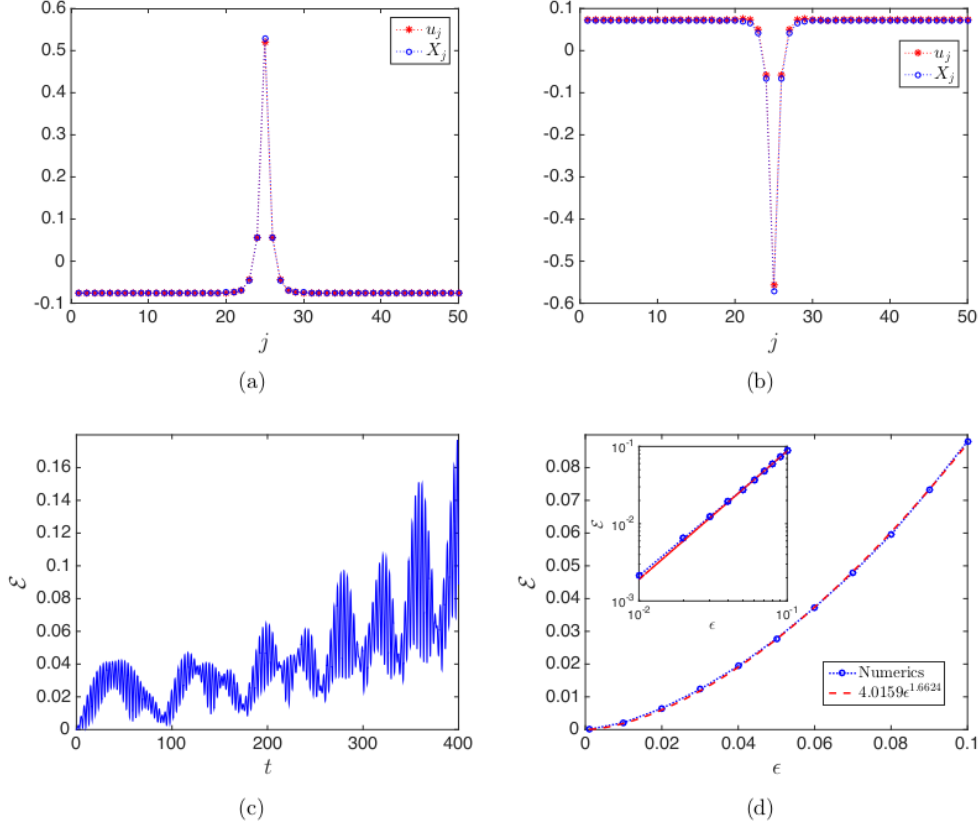 0.6
0.5
0.4
0.3
0.2
0.1
0
-0.1
0 10 20 30 40 50
j
u_j
X_j
(a)
0.1
0
-0.1
-0.2
-0.3
-0.4
-0.5
-0.6
0 10 20 30 40 50
j
u_j
X_j
(b)
0.16
0.14
0.12
0.1
0.08
0.06
0.04
0.02
0
ℰ
0 100 200 300 400
t
(c)
0.08
0.07
0.06
0.05
0.04
0.03
0.02
0.01
0
ℰ
0 0.02 0.04 0.06 0.08 0.1
ϵ
10^-1
10^-2
10^-3
ℰ
10^-2 10^-1
ϵ
Numerics
4.0159ϵ^1.6624
(d)